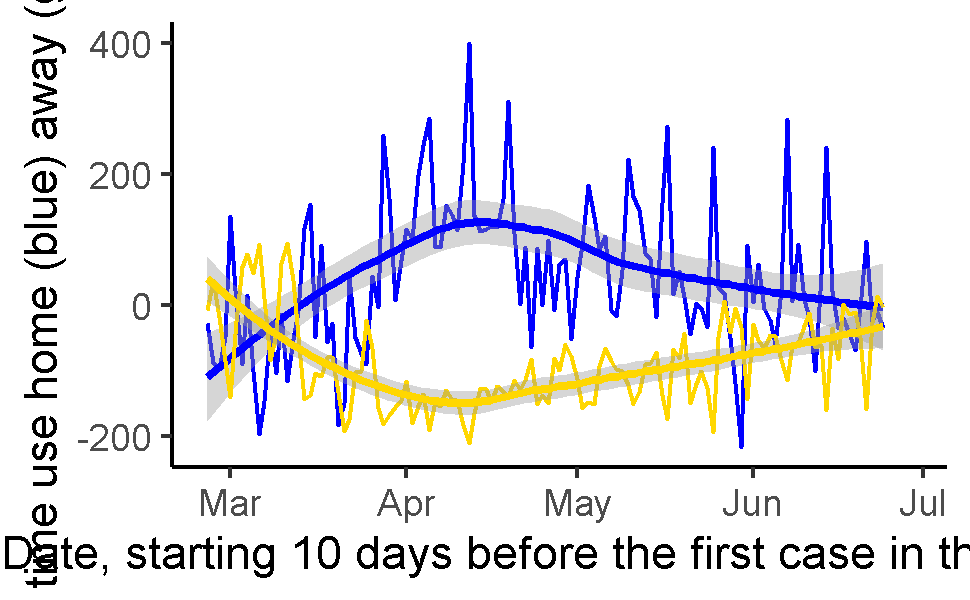 time use home (blue) away (
400
200
0
-200
Mar Apr May Jun Jul
Date, starting 10 days before the first case in th